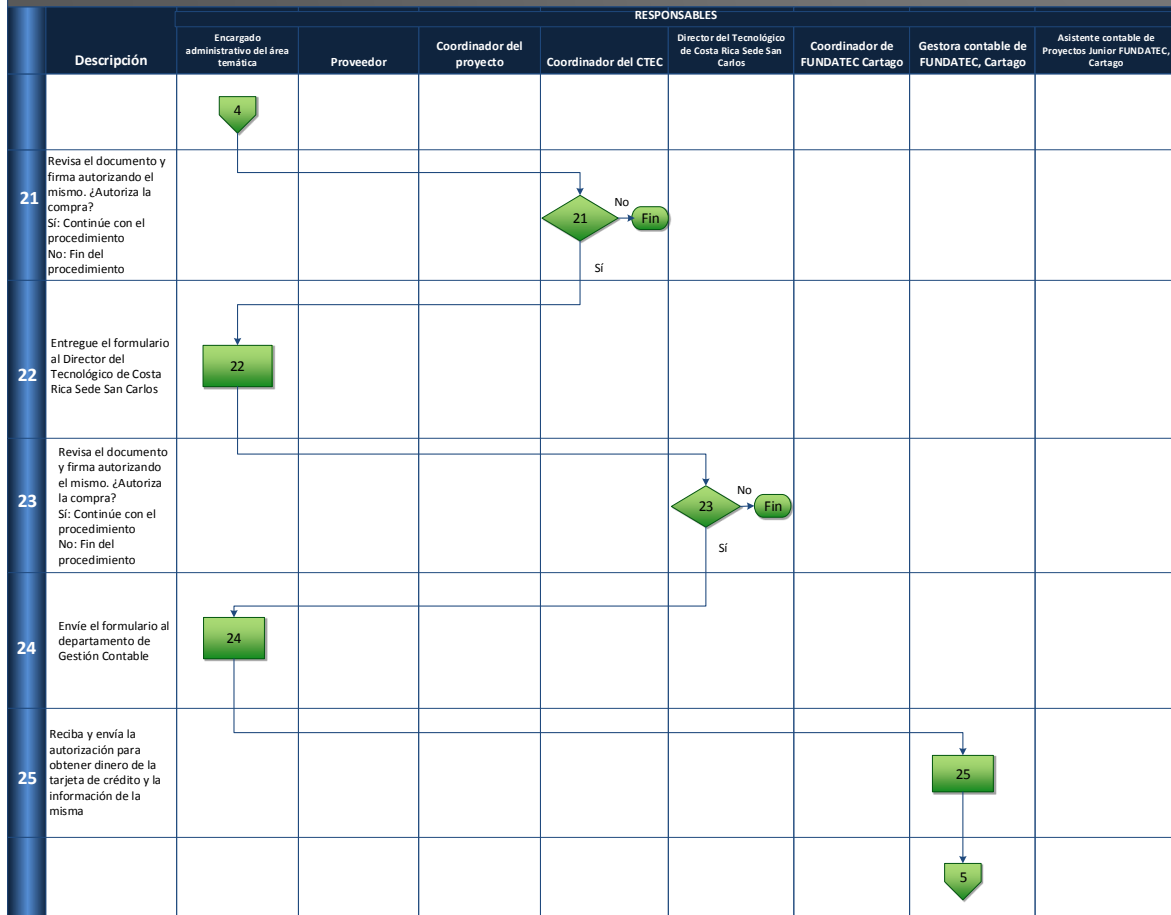 RESPONSABLES
Descripción
Encargado
administrativo del área
temática
Proveedor
Coordinador del
proyecto
Coordinador del CTEC
Director del Tecnológico
de Costa Rica Sede San
Carlos
Coordinador de
FUNDATEC Cartago
Gestora contable de
FUNDATEC, Cartago
Asistente contable de
Proyectos Junior FUNDATEC,
Cartago
4
21
Revisa el documento y
firma autorizando el
mismo. ¿Autoriza la
compra?
Sí: Continúe con el
procedimiento
No: Fin del
procedimiento
21
No
Fin
Sí
22
Entregue el formulario
al Director del
Tecnológico de Costa
Rica Sede San Carlos
22
23
Revisa el documento
y firma autorizando
el mismo. ¿Autoriza
la compra?
Sí: Continúe con el
procedimiento
No: Fin del
procedimiento
23
No
Fin
Sí
24
Envíe el formulario al
departamento de
Gestión Contable
24
25
Reciba y envía la
autorización para
obtener dinero de la
tarjeta de crédito y la
información de la
misma
25
5